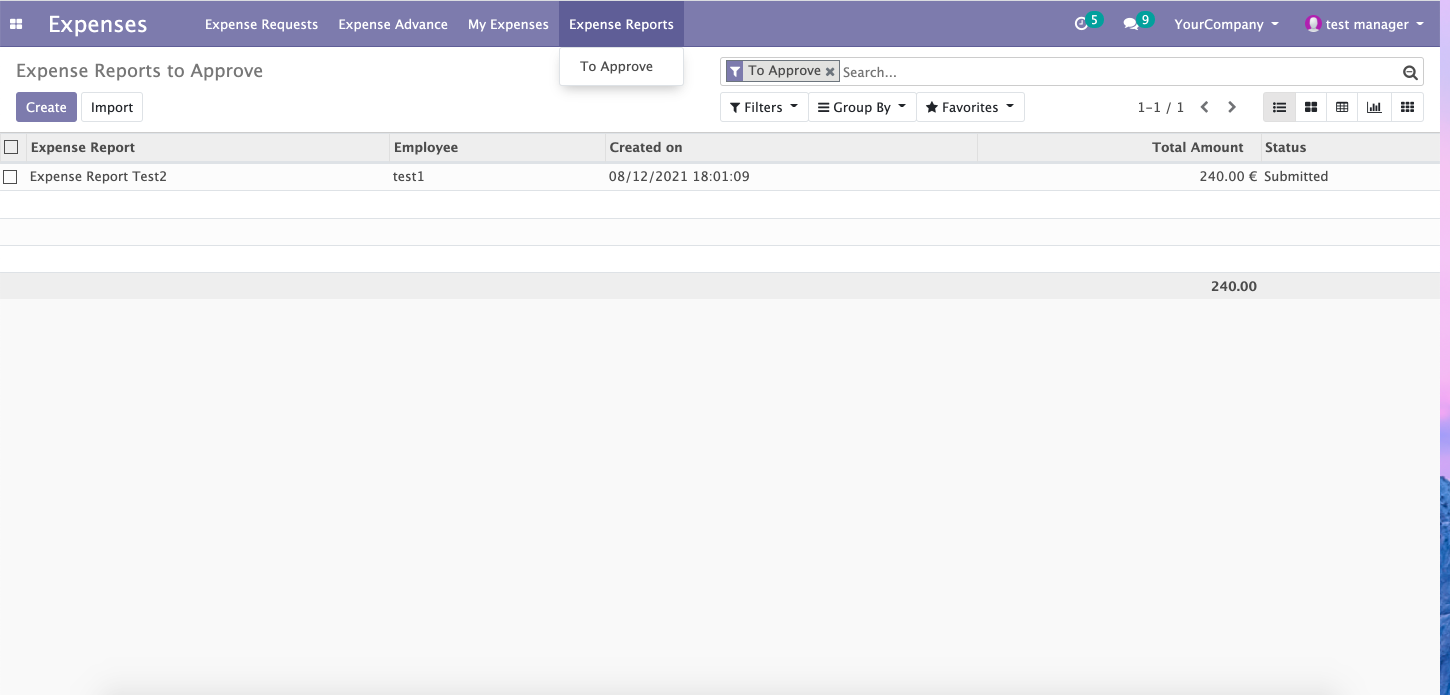 Expenses Expense Requests Expense Advance My Expenses Expense Reports 5 9 YourCompany test manager
To Approve
Expense Reports to Approve
To Approve Search...
Create Import
Filters Group By Favorites 1-1 / 1
Expense Report Employee Created on Total Amount Status
Expense Report Test2 test1 08/12/2021 18:01:09 240.00 € Submitted
240.00